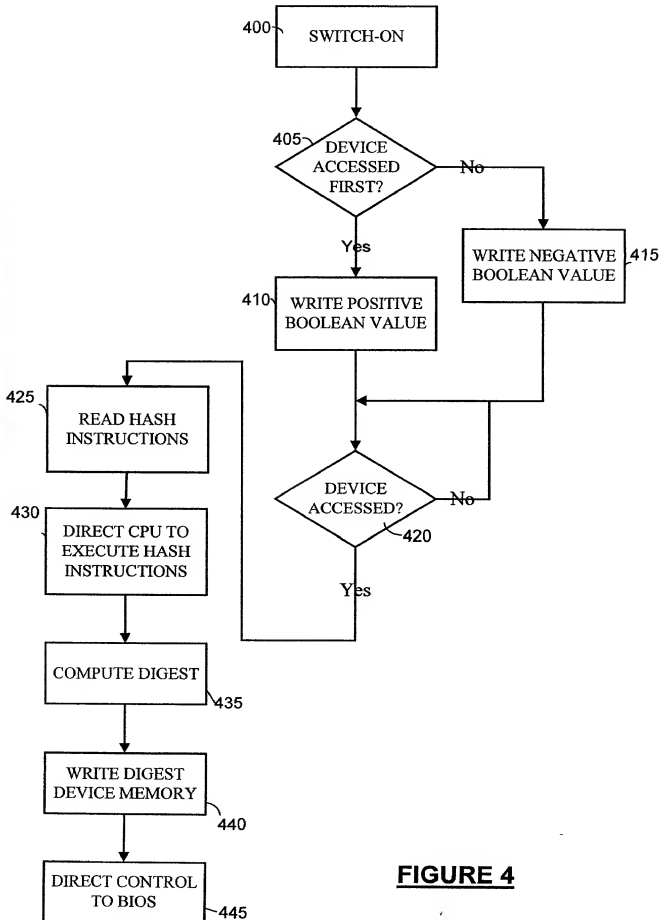 400
SWITCH-ON
405
DEVICE
ACCESSED
FIRST?
No
Yes
WRITE NEGATIVE
BOOLEAN VALUE
415
410
WRITE POSITIVE
BOOLEAN VALUE
425
READ HASH
INSTRUCTIONS
DEVICE
ACCESSED?
No
420
430
DIRECT CPU TO
EXECUTE HASH
INSTRUCTIONS
Yes
COMPUTE DIGEST
435
WRITE DIGEST
DEVICE MEMORY
440
DIRECT CONTROL
TO BIOS
445
FIGURE 4